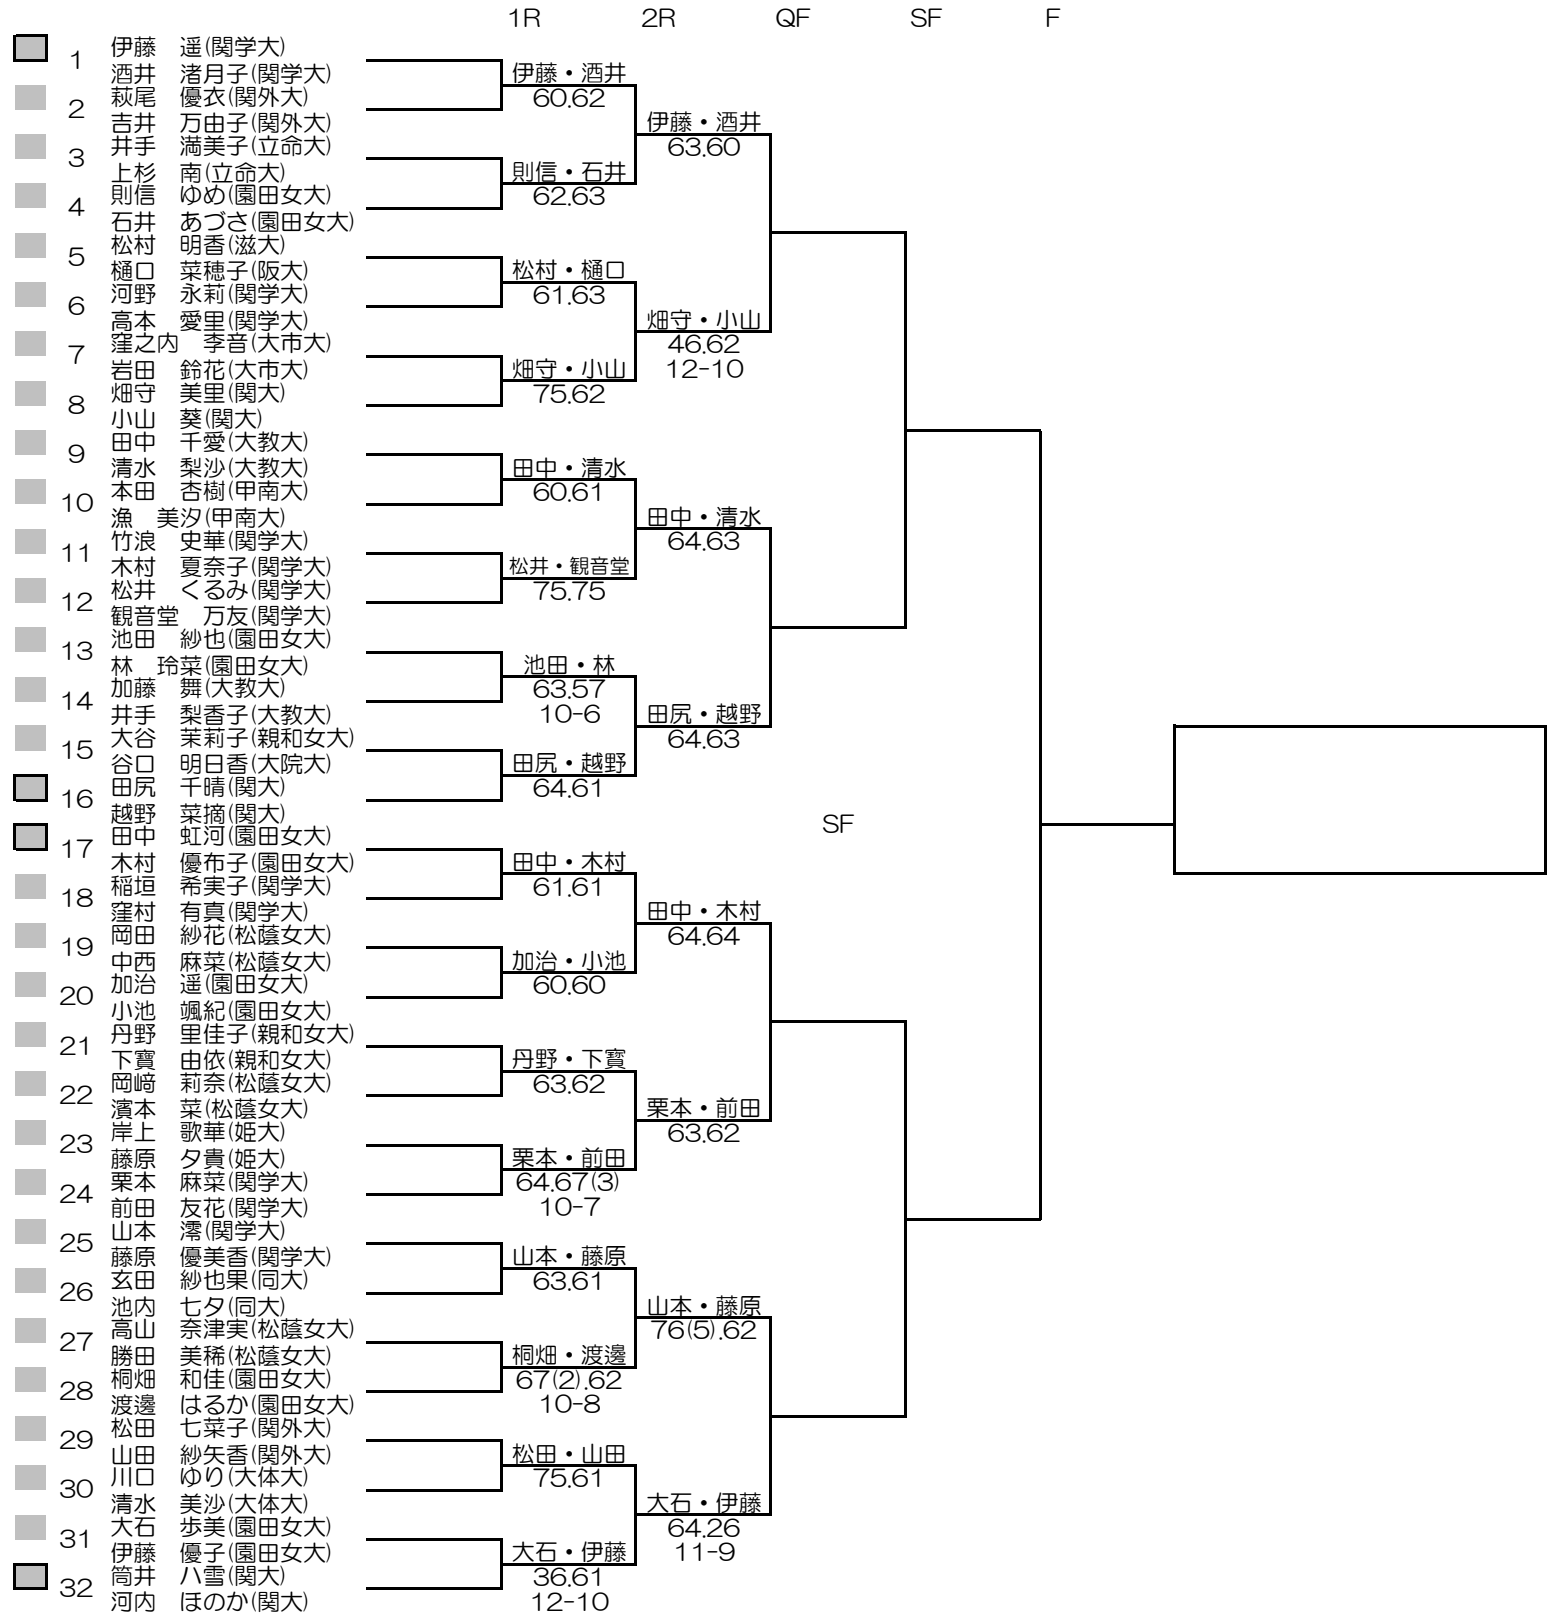 1R 2R QF SF F
1 伊藤　遥(関学大)
酒井　渚月子(関学大)
2 萩尾　優衣(関外大)
吉井　万由子(関外大)
3 井手　満美子(立命大)
上杉　南(立命大)
4 則信　ゆめ(園田女大)
石井　あづさ(園田女大)
5 松村　明香(滋大)
樋口　菜穂子(阪大)
6 河野　永莉(関学大)
高本　愛里(関学大)
7 窪之内　李音(大市大)
岩田　鈴花(大市大)
8 畑守　美里(関大)
小山　葵(関大)
9 田中　千愛(大教大)
清水　梨沙(大教大)
10 本田　杏樹(甲南大)
漁　美汐(甲南大)
11 竹浪　史華(関学大)
木村　夏奈子(関学大)
12 松井　くるみ(関学大)
観音堂　万友(関学大)
13 池田　紗也(園田女大)
林　玲菜(園田女大)
14 加藤　舞(大教大)
井手　梨香子(大教大)
15 大谷　茉莉子(親和女大)
谷口　明日香(大院大)
16 田尻　千晴(関大)
越野　菜摘(関大)
17 田中　虹河(園田女大)
木村　優布子(園田女大)
18 稲垣　希実子(関学大)
窪村　有真(関学大)
19 岡田　紗花(松蔭女大)
中西　麻菜(松蔭女大)
20 加治　遥(園田女大)
小池　颯紀(園田女大)
21 丹野　里佳子(親和女大)
下寳　由依(親和女大)
22 岡﨑　莉奈(松蔭女大)
濱本　菜(松蔭女大)
23 岸上　歌華(姫大)
藤原　夕貴(姫大)
24 栗本　麻菜(関学大)
前田　友花(関学大)
25 山本　澪(関学大)
藤原　優美香(関学大)
26 玄田　紗也果(同大)
池内　七夕(同大)
27 高山　奈津実(松蔭女大)
勝田　美稀(松蔭女大)
28 桐畑　和佳(園田女大)
渡邊　はるか(園田女大)
29 松田　七菜子(関外大)
山田　紗矢香(関外大)
30 川口　ゆり(大体大)
清水　美沙(大体大)
31 大石　歩美(園田女大)
伊藤　優子(園田女大)
32 筒井　八雪(関大)
河内　ほのか(関大)
伊藤・酒井
60.62
則信・石井
62.63
松村・樋口
61.63
畑守・小山
75.62
田中・清水
60.61
松井・観音堂
75.75
池田・林
63.57
10-6
田尻・越野
64.61
田中・木村
61.61
加治・小池
60.60
丹野・下寳
63.62
栗本・前田
64.67(3)
10-7
山本・藤原
63.61
桐畑・渡邊
67(2).62
10-8
松田・山田
75.61
大石・伊藤
36.61
12-10
伊藤・酒井
63.60
畑守・小山
46.62
12-10
田中・清水
64.63
田尻・越野
64.63
田中・木村
64.64
栗本・前田
63.62
山本・藤原
76(5).62
大石・伊藤
64.26
11-9
SF